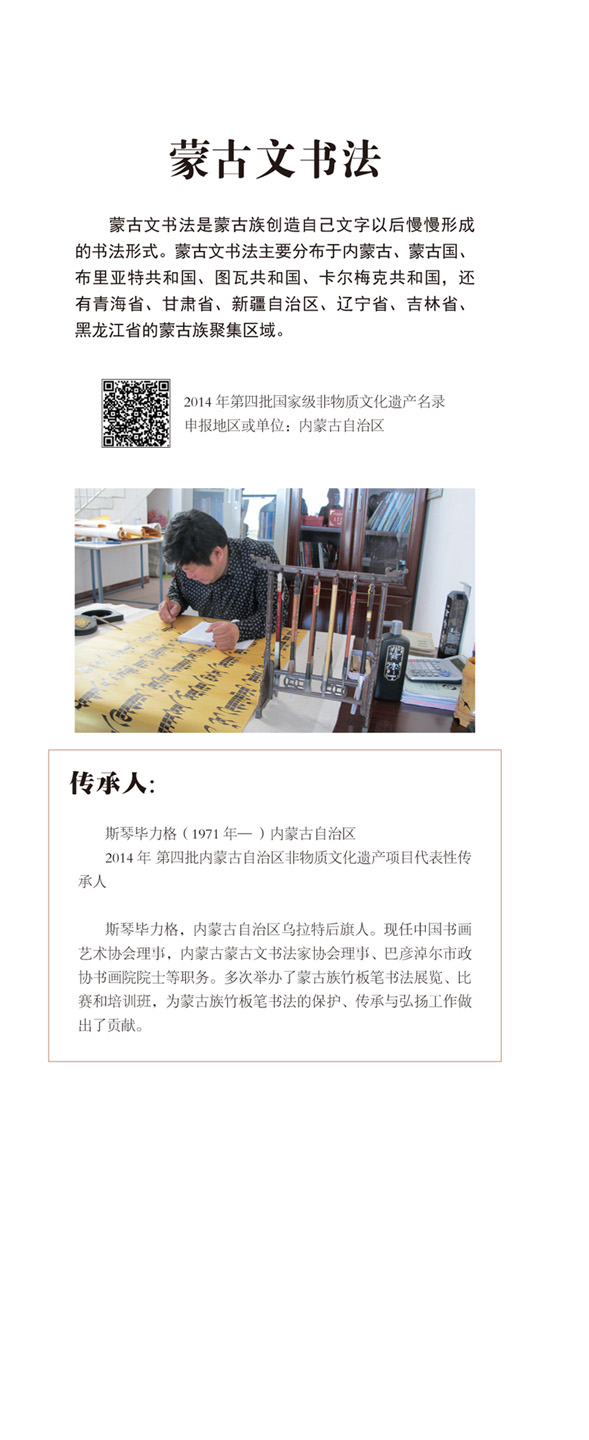 蒙古文书法
蒙古文书法是蒙古族创造自己文字以后慢慢形成
的书法形式。蒙古文书法主要分布于内蒙古、蒙古国、
布里亚特共和国、图瓦共和国、卡尔梅克共和国，还
有青海省、甘肃省、新疆自治区、辽宁省、吉林省、
黑龙江省的蒙古族聚集区域。
2014 年第四批国家级非物质文化遗产名录
申报地区或单位：内蒙古自治区
传承人：
斯琴毕力格（1971 年— ）内蒙古自治区
2014 年 第四批内蒙古自治区非物质文化遗产项目代表性传
承人
斯琴毕力格，内蒙古自治区乌拉特后旗人。现任中国书画
艺术协会理事，内蒙古蒙古文书法家协会理事、巴彦淖尔市政
协书画院院士等职务。多次举办了蒙古族竹板笔书法展览、比
赛和培训班，为蒙古族竹板笔书法的保护、传承与弘扬工作做
出了贡献。